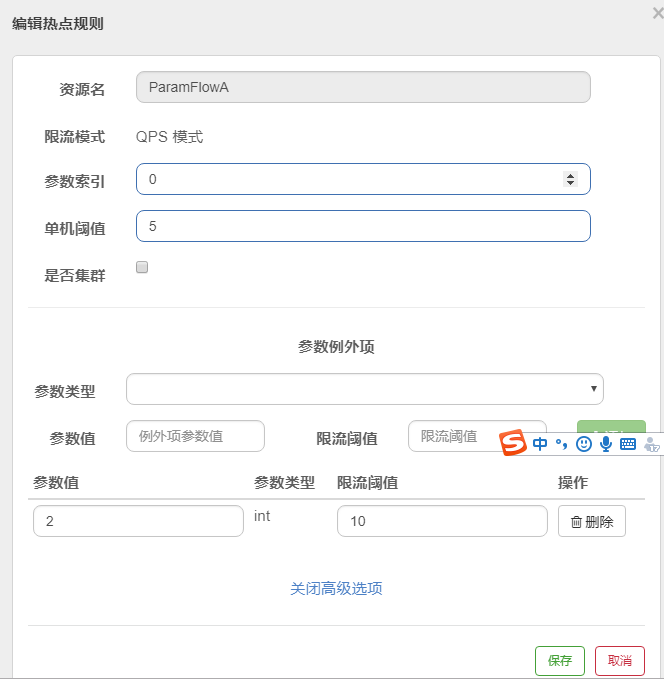 编辑热点规则
资源名 ParamFlowA
限流模式 QPS 模式
参数索引 0
单机阈值 5
是否集群
参数例外项
参数类型
参数值 例外项参数值 限流阈值 限流阈值
中
17
参数值 参数类型 限流阈值 操作
2 int 10 删除
关闭高级选项
保存 取消